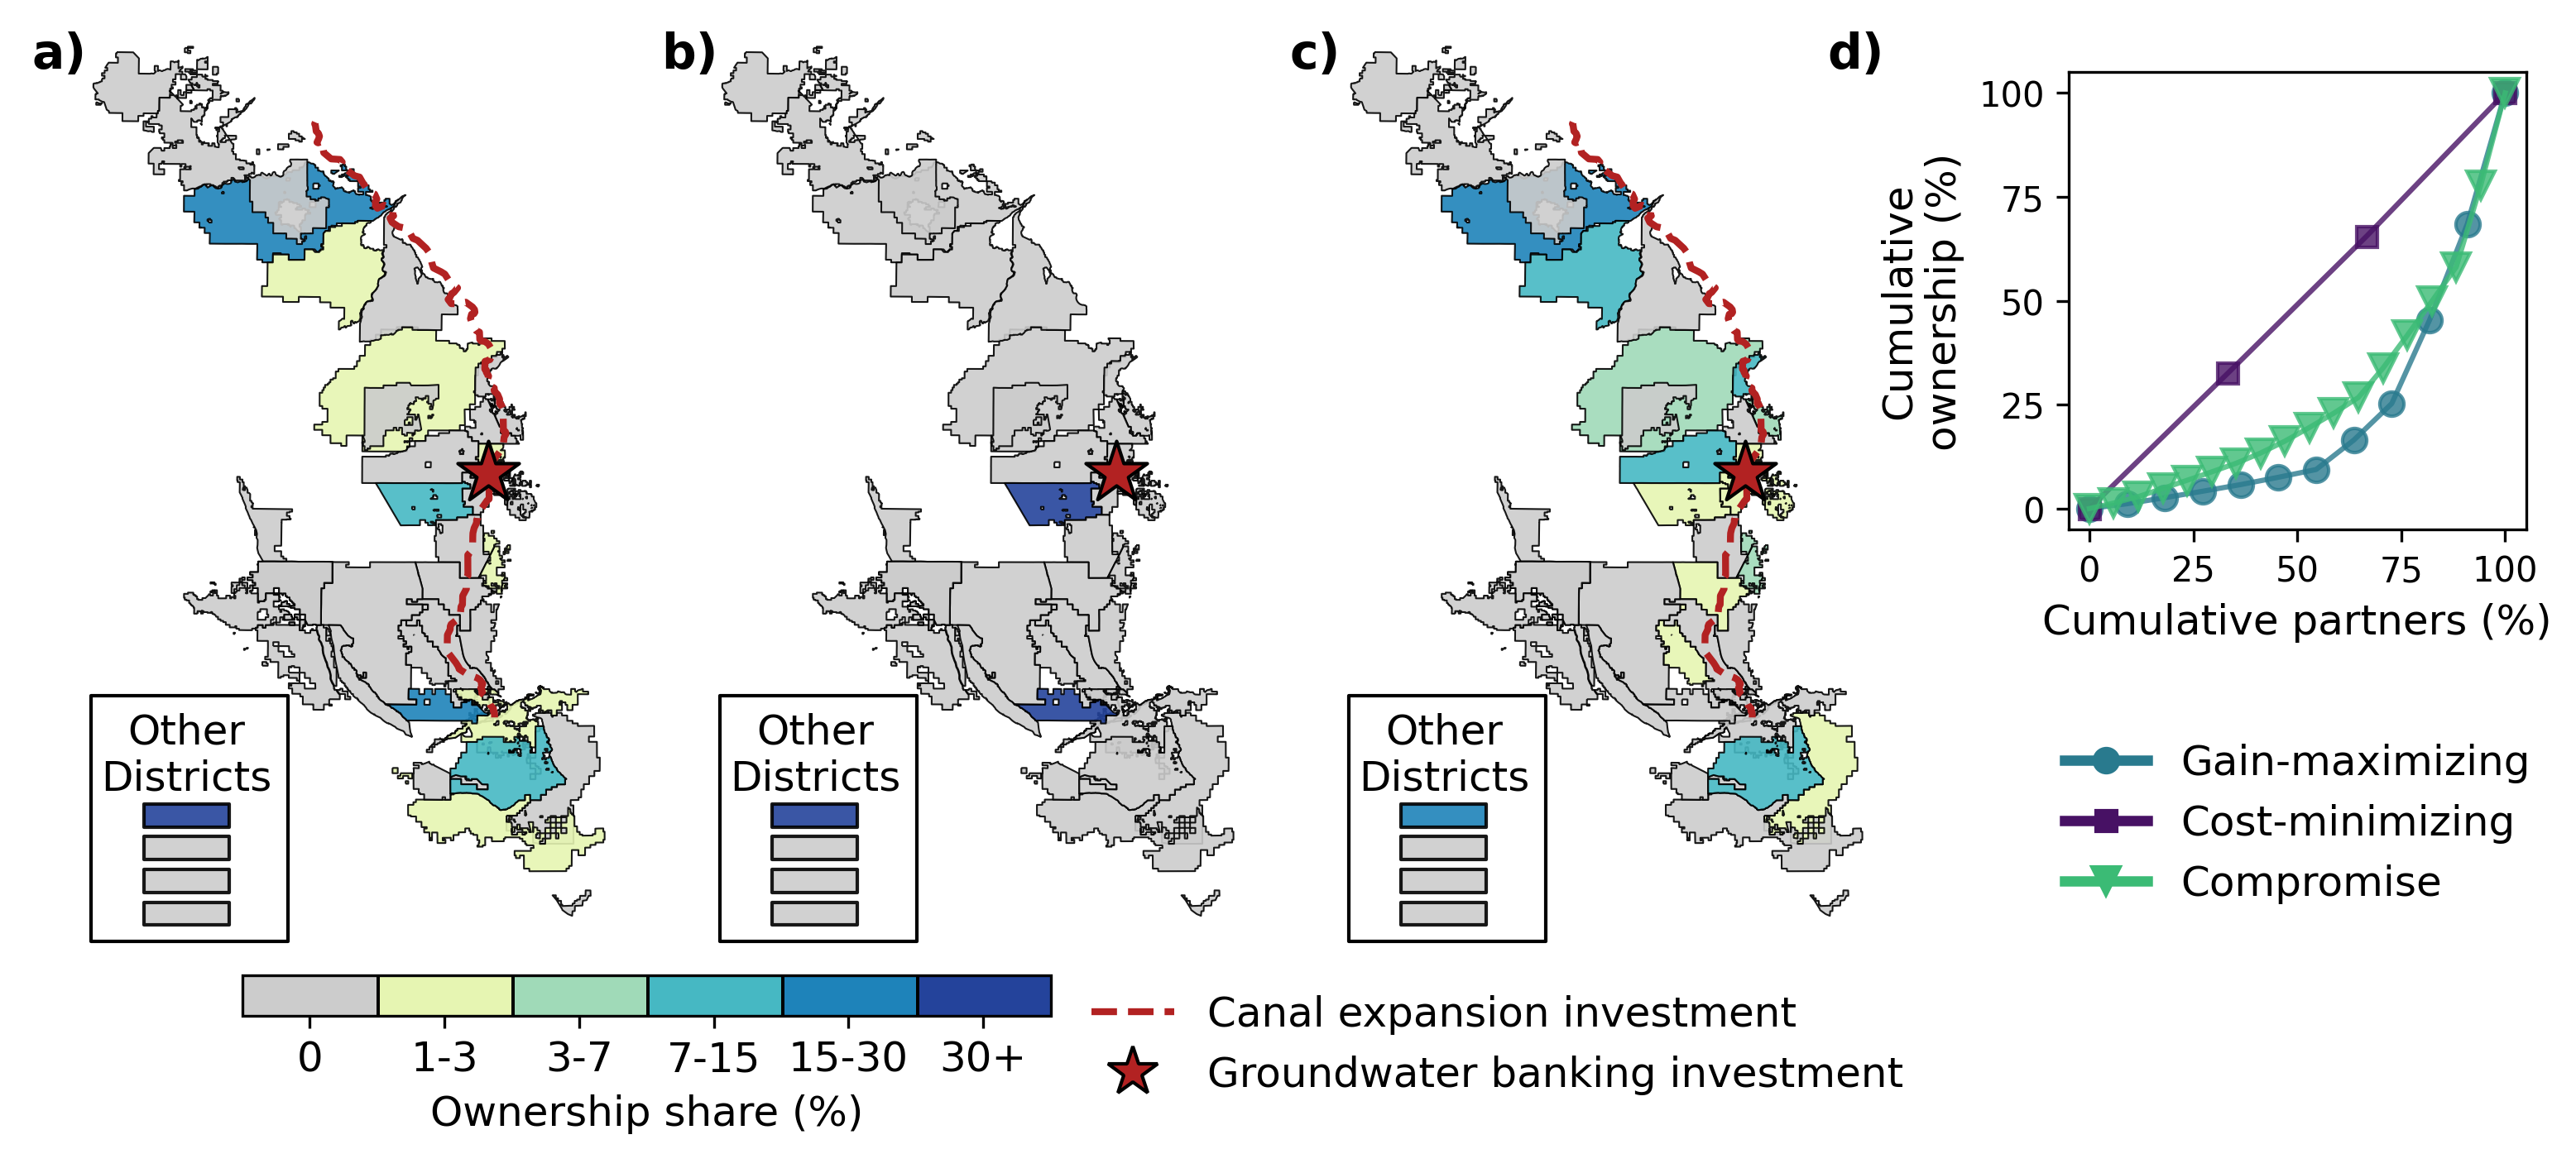 a)
b)
c)
d)
Other
Districts
Other
Districts
Other
Districts
0
1-3
3-7
7-15
15-30
30+
Ownership share (%)
Canal expansion investment
Groundwater banking investment
Cumulative
ownership (%)
100
75
50
25
0
0
25
50
75
100
Cumulative partners (%)
Gain-maximizing
Cost-minimizing
Compromise